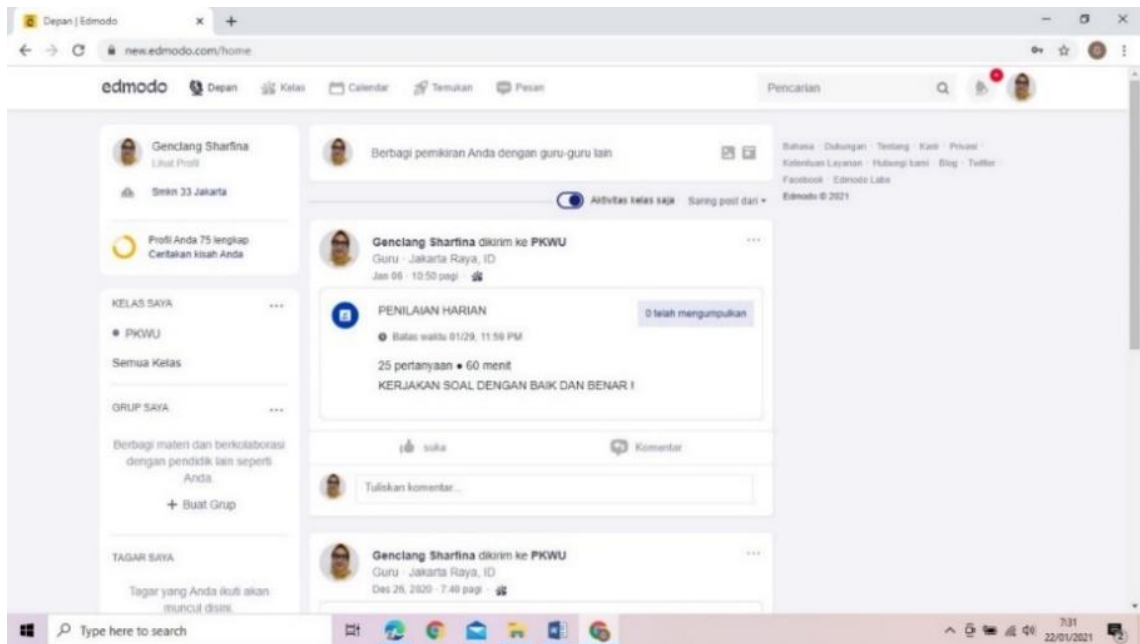 Depan | Edmodo
new.edmodo.com/home
edmodo Depan Kelas Calendar Temukan Pesan Pencarian
Genclang Sharfina
Lihat Profil
Smkn 33 Jakarta
Profil Anda 75 lengkap
Ceritakan kisah Anda
KELAS SAYA
PKWU
Semua Kelas
GRUP SAYA
Berbagi materi dan berkolaborasi
dengan pendidik lain seperti
Anda.
+ Buat Grup
TAGAR SAYA
Tagar yang Anda ikuti akan
muncul disini.
Berbagi pemikiran Anda dengan guru-guru lain
Aktivitas kelas saja Saring post dari
Genclang Sharfina dikirim ke PKWU
Guru · Jakarta Raya, ID
Jan 06 · 10:50 pagi
PENILAIAN HARIAN
0 telah mengumpulkan
Batas waktu 01/29, 11:59 PM
25 pertanyaan • 60 menit
KERJAKAN SOAL DENGAN BAIK DAN BENAR !!
suka Komentar
Tuliskan komentar...
Genclang Sharfina dikirim ke PKWU
Guru · Jakarta Raya, ID
Des 26, 2020 · 7:40 pagi
Bahasa · Dukungan · Tentang · Karir · Privasi ·
Ketentuan Layanan · Hubungi kami · Blog · Twitter ·
Facebook · Edmodo Labs
Edmodo © 2021
Type here to search
7:31
22/01/2021